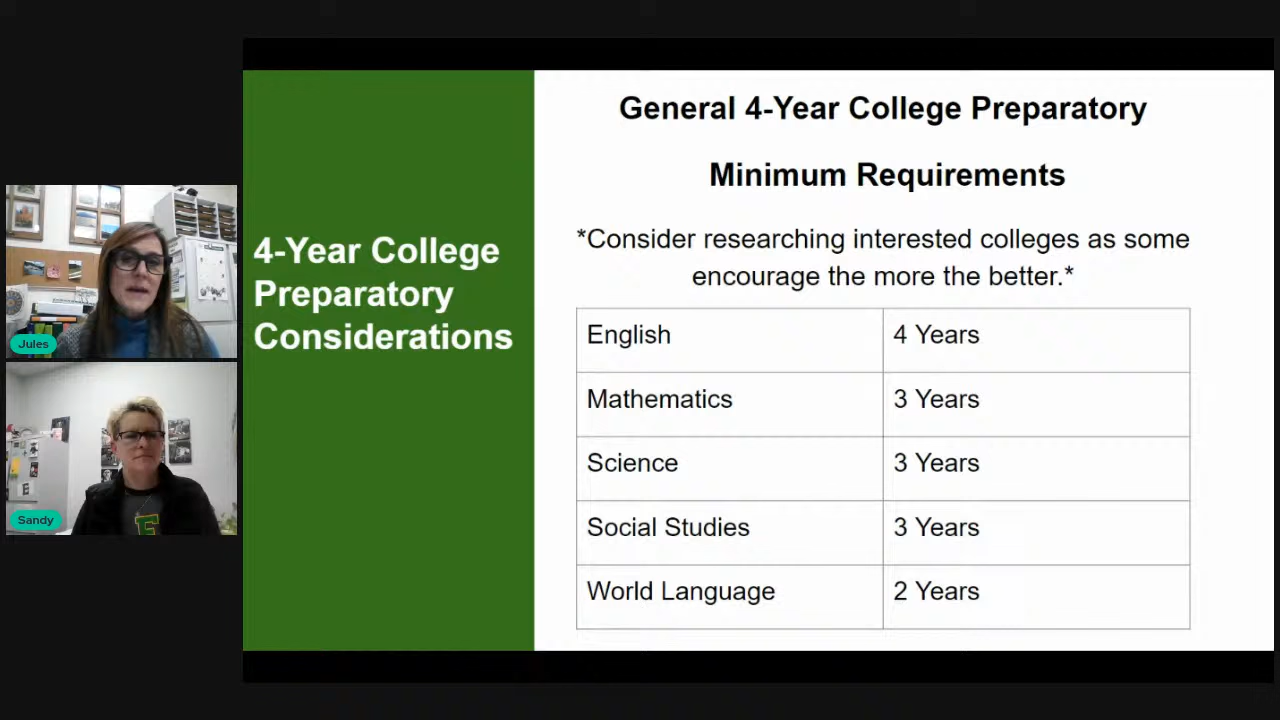 4-Year College
Preparatory
Considerations
General 4-Year College Preparatory
Minimum Requirements
*Consider researching interested colleges as some
encourage the more the better.*
English 4 Years
Mathematics 3 Years
Science 3 Years
Social Studies 3 Years
World Language 2 Years
Jules
Sandy
E